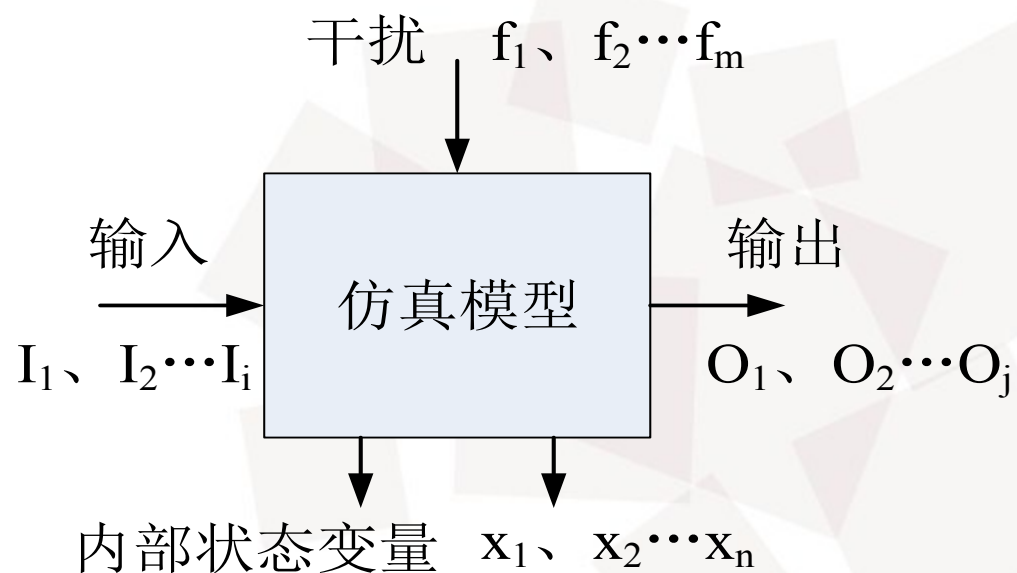 干扰 f₁、f₂…fₘ
输入
输出
仿真模型
I₁、I₂…Iᵢ
O₁、O₂…Oⱼ
内部状态变量 x₁、x₂…xₙ